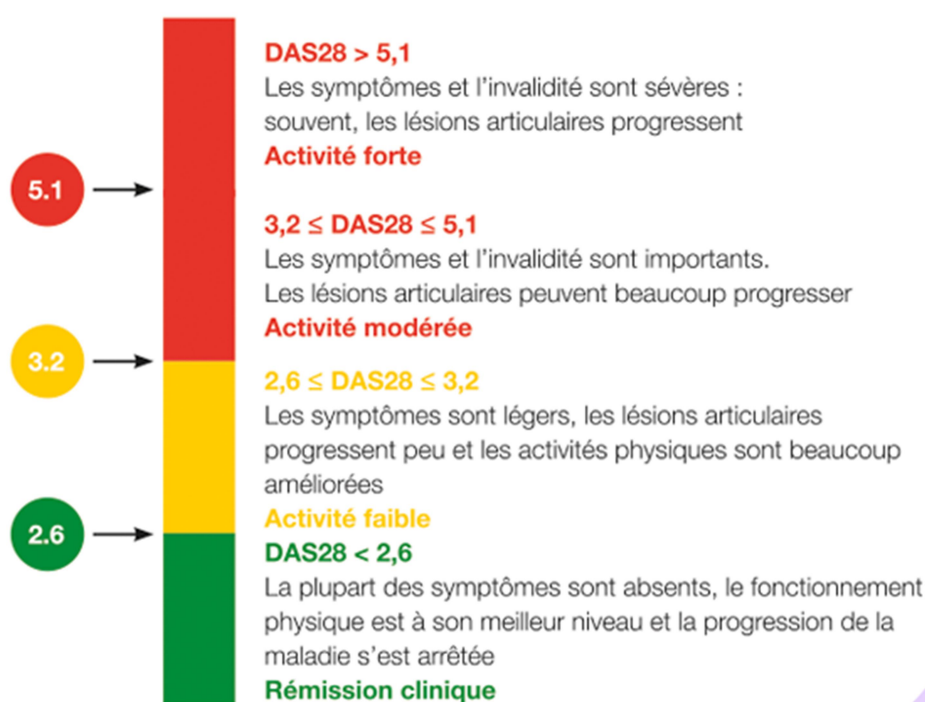 DAS28 > 5,1
Les symptômes et l’invalidité sont sévères :
souvent, les lésions articulaires progressent
Activité forte
5.1
3,2 ≤ DAS28 ≤ 5,1
Les symptômes et l’invalidité sont importants.
Les lésions articulaires peuvent beaucoup progresser
Activité modérée
3.2
2,6 ≤ DAS28 ≤ 3,2
Les symptômes sont légers, les lésions articulaires
progressent peu et les activités physiques sont beaucoup
améliorées
Activité faible
2.6
DAS28 < 2,6
La plupart des symptômes sont absents, le fonctionnement
physique est à son meilleur niveau et la progression de la
maladie s’est arrêtée
Rémission clinique